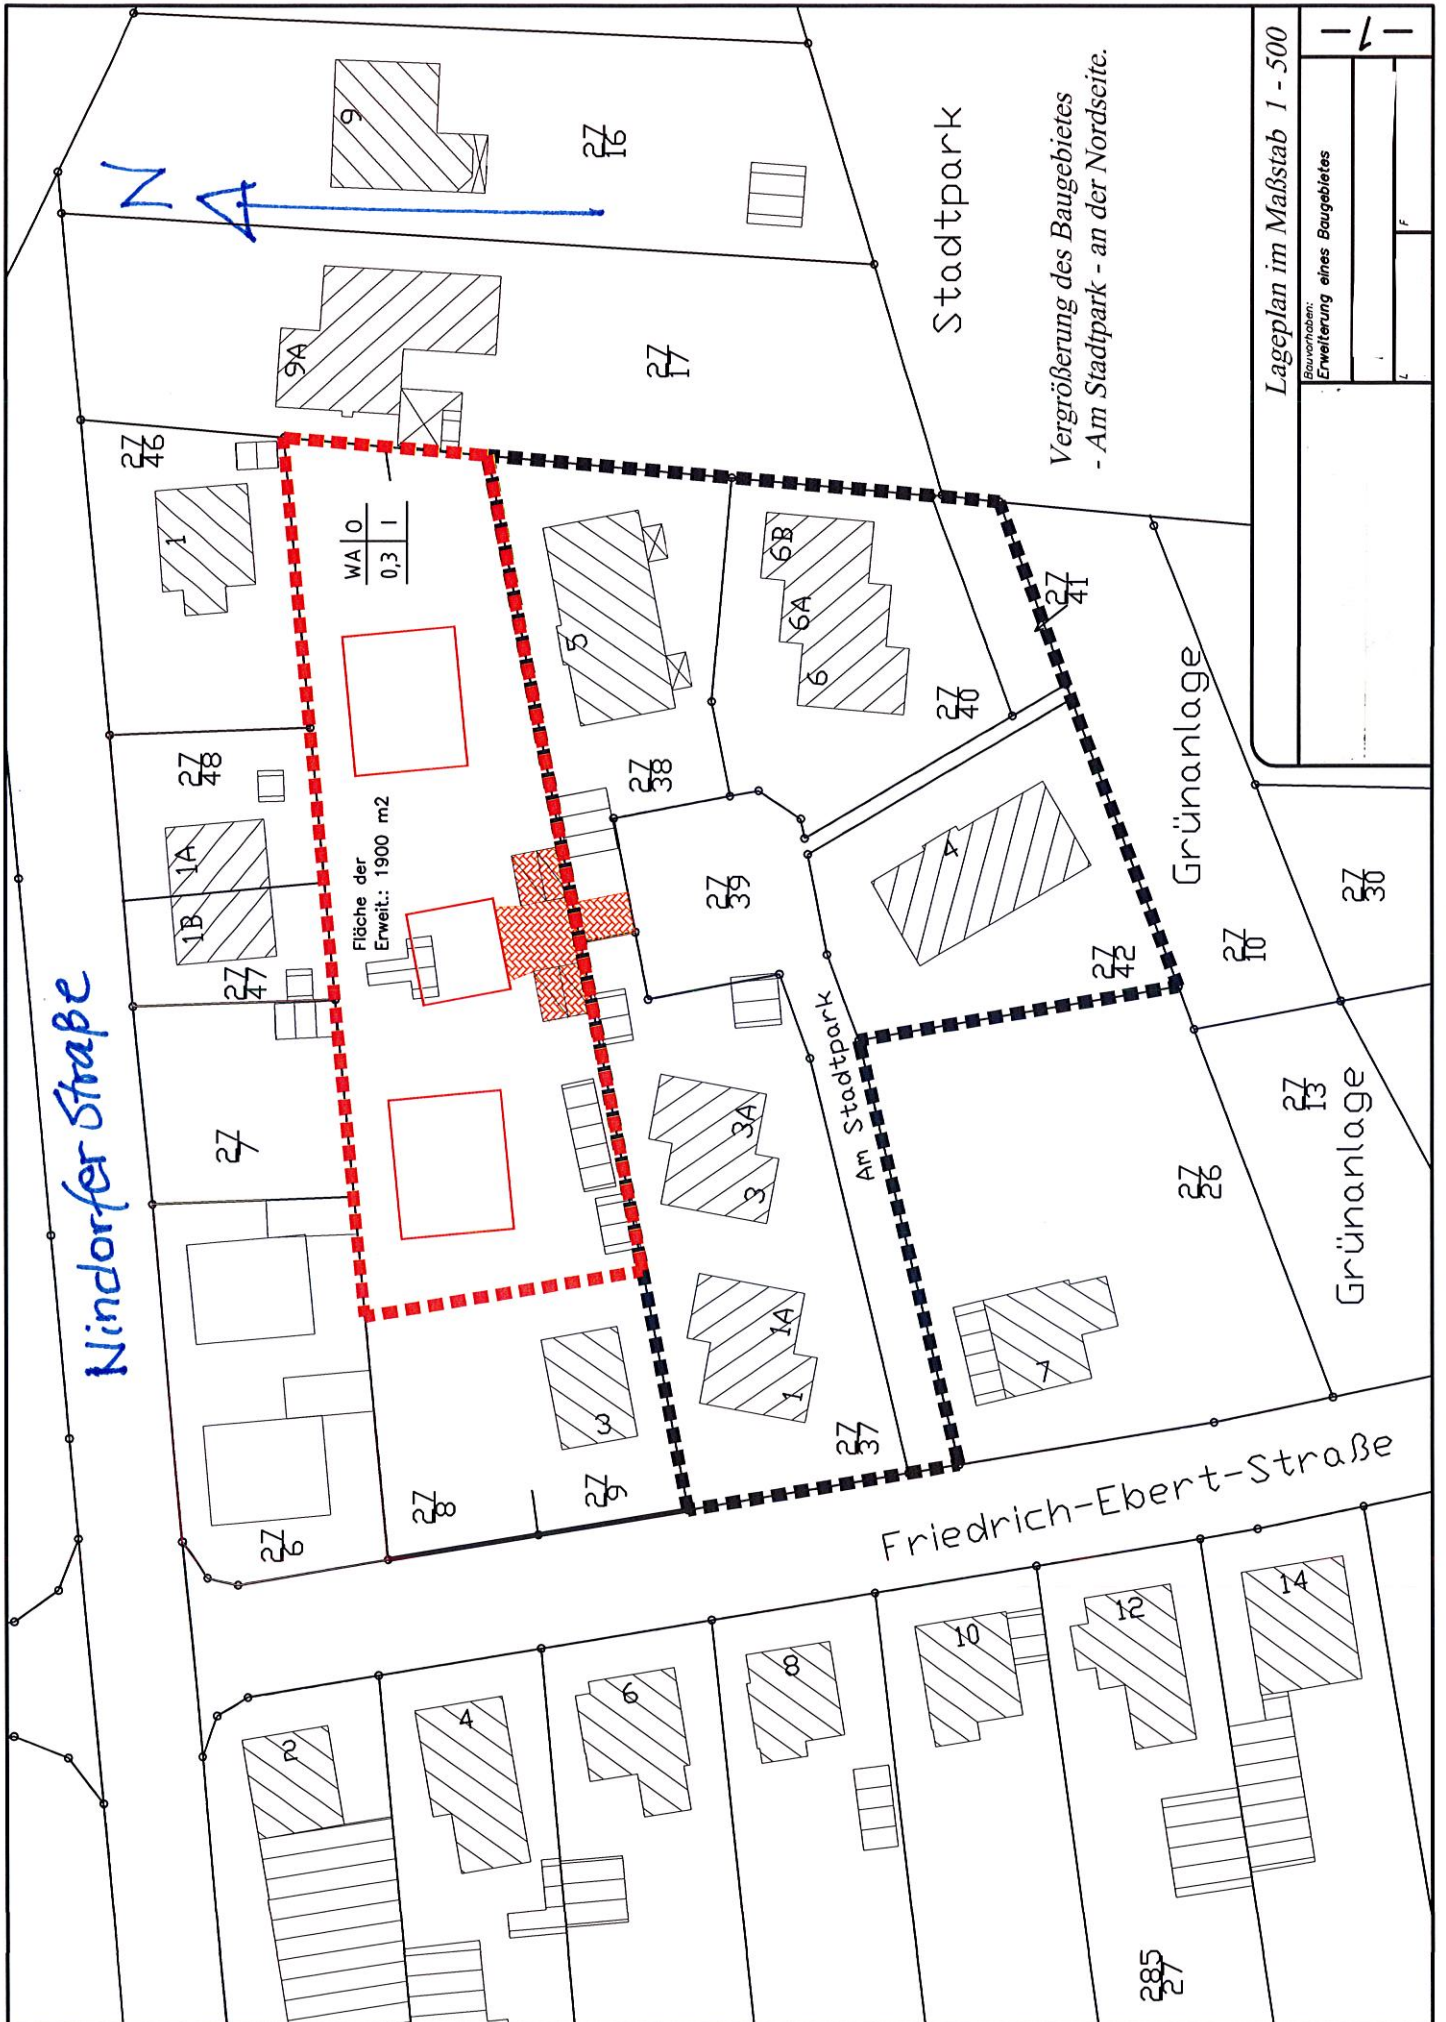 Nindorfer Straße
N
9
27
16
9A
27
17
Stadtpark
Vergrößerung des Baugebietes
- Am Stadtpark - an der Nordseite.
Lageplan im Maßstab 1 - 500
- 1 -
Bauvorhaben:
Erweiterung eines Baugebietes
L
F
27
46
1
WA
O
0,3
I
27
48
1A
1B
27
47
Fläche der
Erweit.: 1900 m2
27
7
5
27
38
6B
6A
6
27
40
27
41
27
39
4
27
42
Grünanlage
27
10
27
30
27
13
Grünanlage
27
26
Am Stadtpark
3A
3
1A
1
27
37
7
3
27
9
27
8
27
6
Friedrich-Ebert-Straße
2
4
6
8
10
12
14
285
27